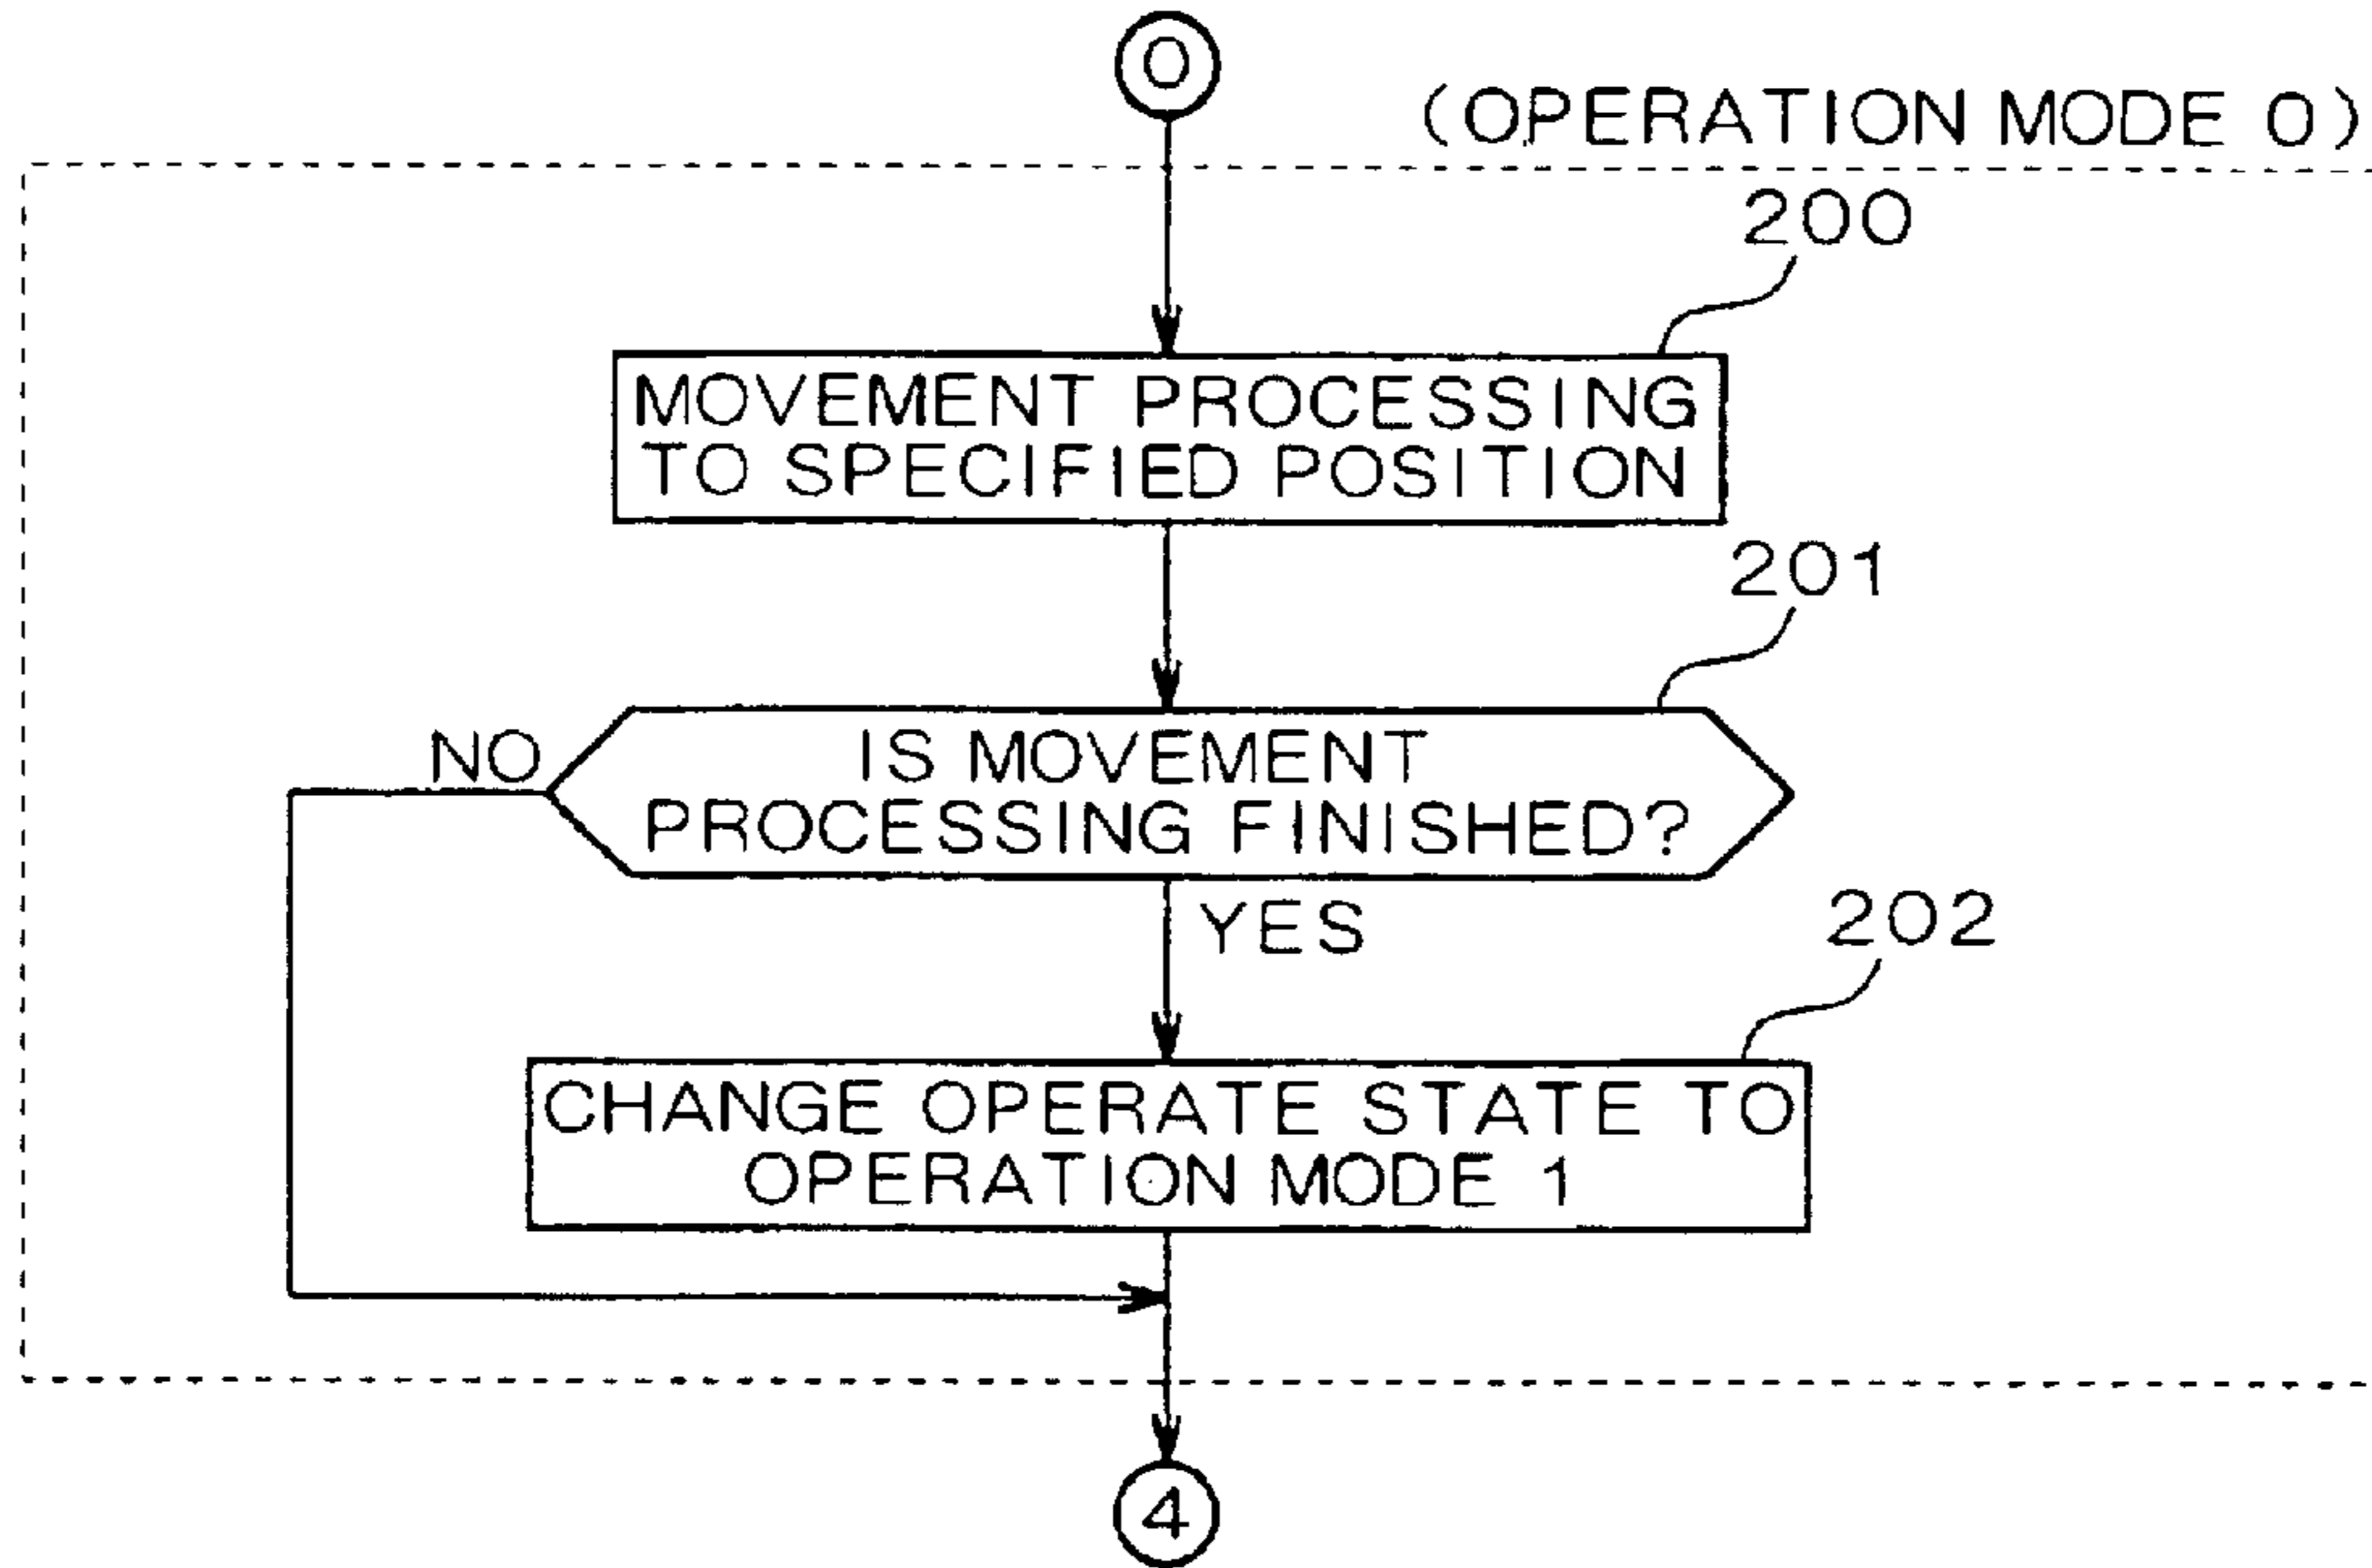 0
(OPERATION MODE 0)
200
MOVEMENT PROCESSING
TO SPECIFIED POSITION
201
NO
IS MOVEMENT
PROCESSING FINISHED?
YES
202
CHANGE OPERATE STATE TO
OPERATION MODE 1
4